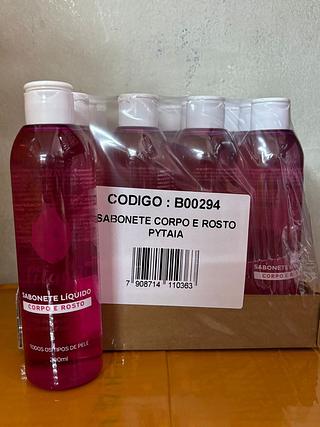 CODIGO : B00294
SABONETE CORPO E ROSTO
PYTAIA
7 908714 110363
SABONETE LÍQUIDO
CORPO E ROSTO
TODOS OS TIPOS DE PELE
SABONETE
CORPO E R